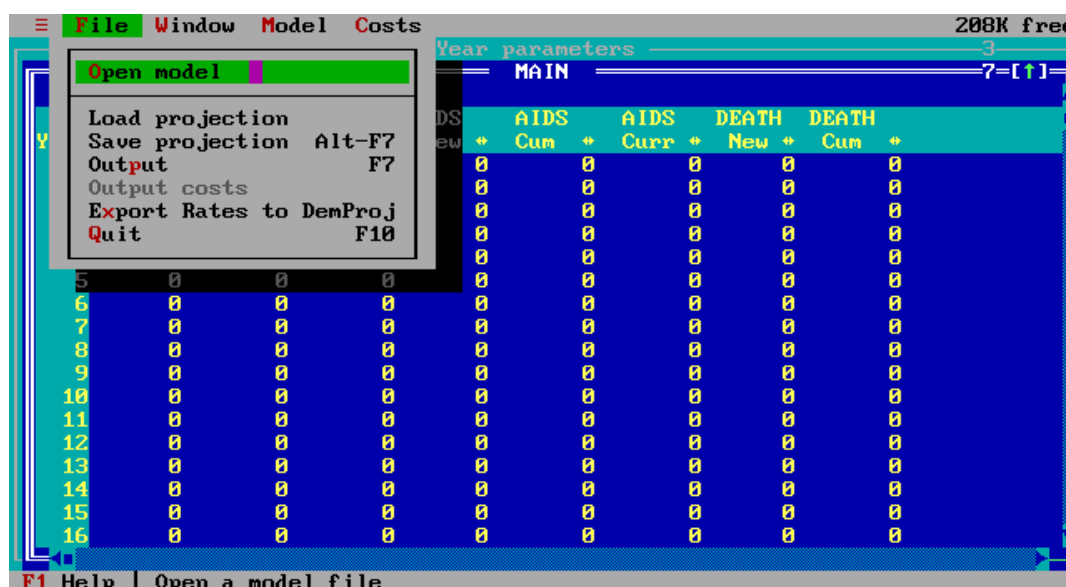 ≡ File Window Model Costs 208K free
Year parameters 3
MAIN 7=[↑]
Open model
Load projection
Save projection Alt-F7
Output F7
Output costs
Export Rates to DemProj
Quit F10
Y DS AIDS AIDS DEATH DEATH
ew ↔ Cum ↔ Curr ↔ New ↔ Cum ↔
0 0 0 0 0
0 0 0 0 0
0 0 0 0 0
0 0 0 0 0
0 0 0 0 0
5 0 0 0 0 0 0 0 0
6 0 0 0 0 0 0 0 0
7 0 0 0 0 0 0 0 0
8 0 0 0 0 0 0 0 0
9 0 0 0 0 0 0 0 0
10 0 0 0 0 0 0 0 0
11 0 0 0 0 0 0 0 0
12 0 0 0 0 0 0 0 0
13 0 0 0 0 0 0 0 0
14 0 0 0 0 0 0 0 0
15 0 0 0 0 0 0 0 0
16 0 0 0 0 0 0 0 0
F1 Help | Open a model file